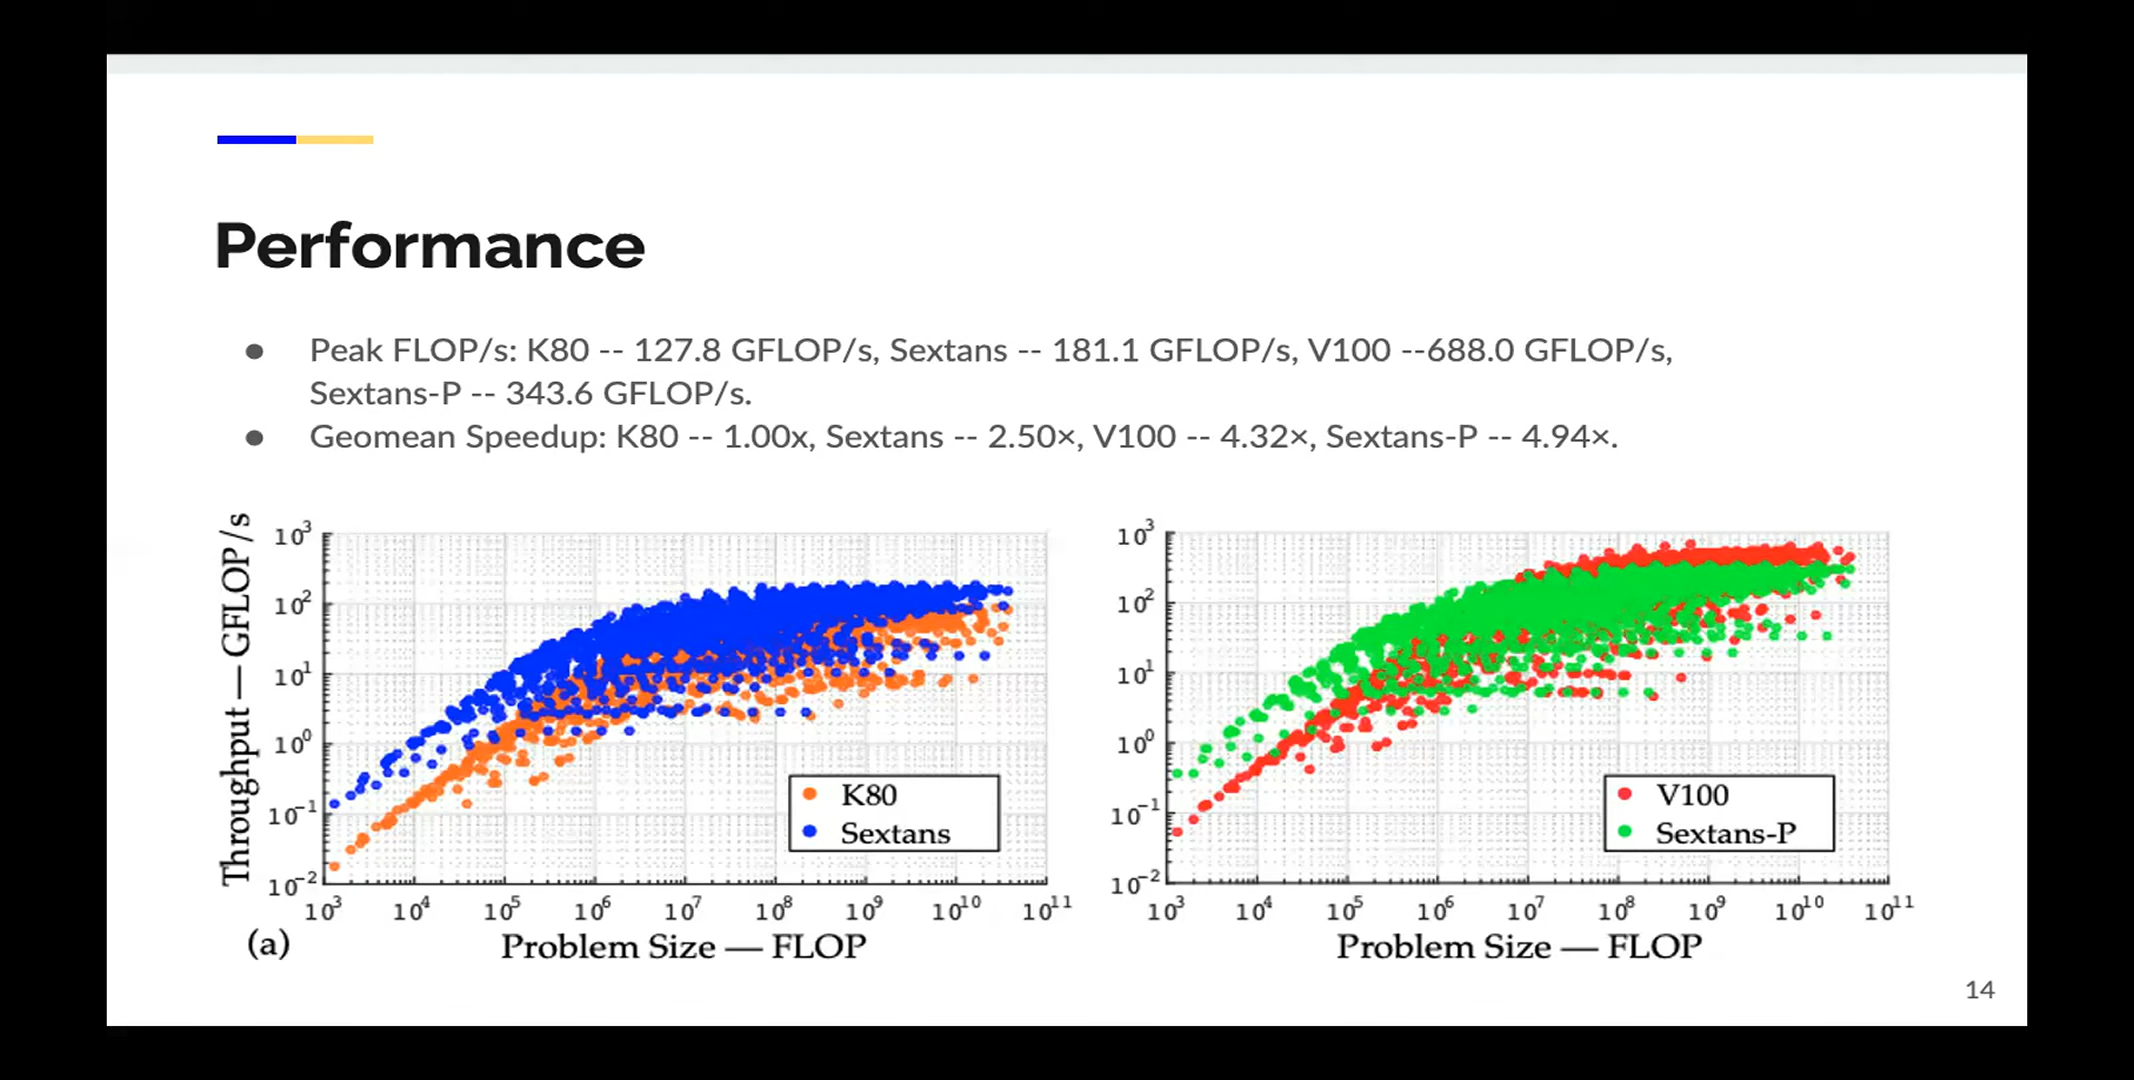 Performance
● Peak FLOP/s: K80 -- 127.8 GFLOP/s, Sextans -- 181.1 GFLOP/s, V100 --688.0 GFLOP/s,
Sextans-P -- 343.6 GFLOP/s.
● Geomean Speedup: K80 -- 1.00x, Sextans -- 2.50×, V100 -- 4.32×, Sextans-P -- 4.94×.
Throughput — GFLOP/s
10³
10²
10¹
10⁰
10⁻¹
10⁻²
10³ 10⁴ 10⁵ 10⁶ 10⁷ 10⁸ 10⁹ 10¹⁰ 10¹¹
K80
Sextans
(a)
Problem Size — FLOP
10³
10²
10¹
10⁰
10⁻¹
10⁻²
10³ 10⁴ 10⁵ 10⁶ 10⁷ 10⁸ 10⁹ 10¹⁰ 10¹¹
V100
Sextans-P
Problem Size — FLOP
14